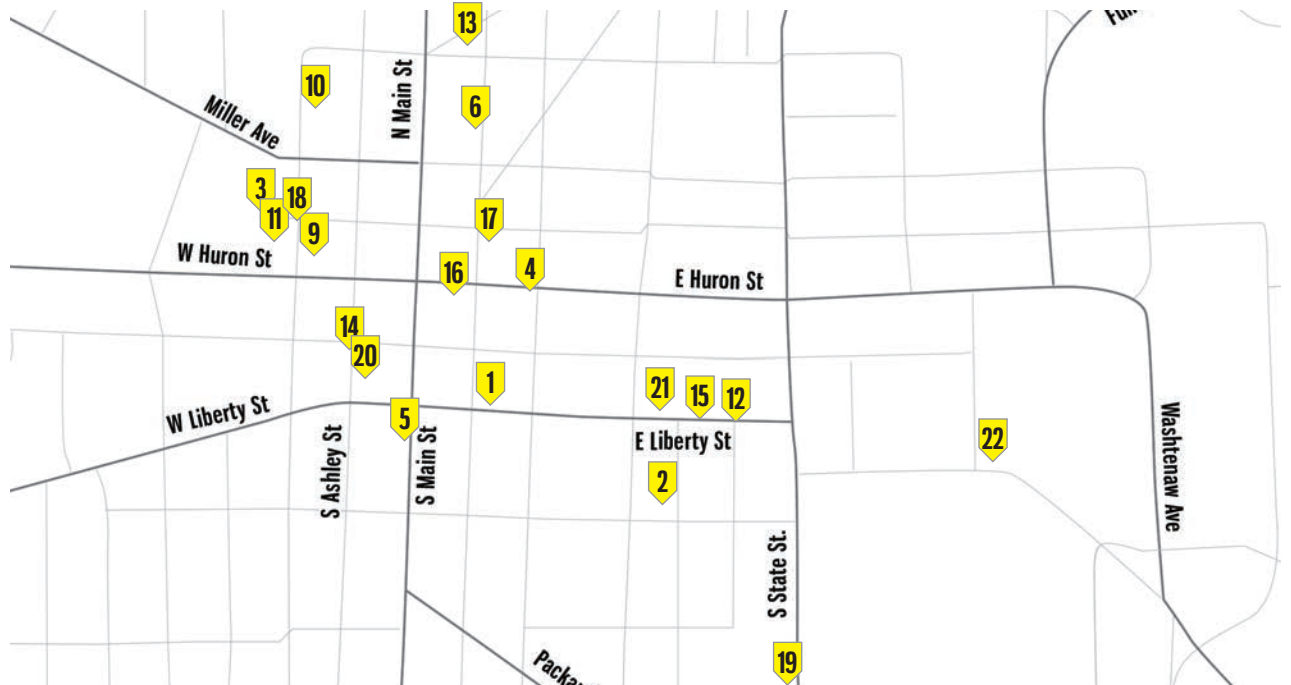 13
10
N Main St
6
Miller Ave
3
18
11
9
17
W Huron St
16
4
E Huron St
14
20
1
21
15
12
5
W Liberty St
E Liberty St
22
S Ashley St
S Main St
2
Washtenaw Ave
S State St.
19